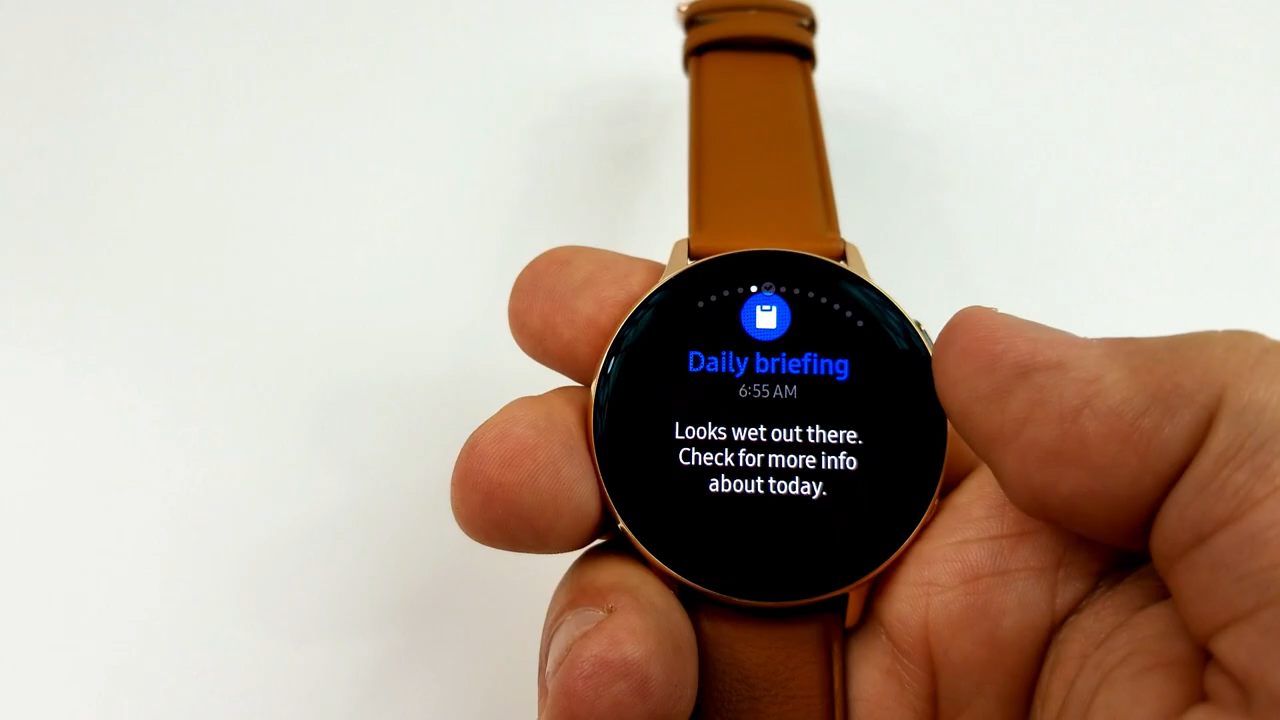 Daily briefing
6:55 AM
Looks wet out there.
Check for more info
about today.